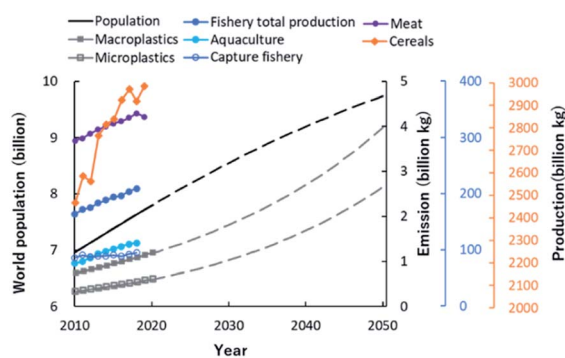 Population
Fishery total production
Meat
Macroplastics
Aquaculture
Cereals
Microplastics
Capture fishery
10
9
8
7
6
World population (billion)
5
4
3
2
1
0
Emission (billion kg)
400
300
200
100
0
3000
2900
2800
2700
2600
2500
2400
2300
2200
2100
2000
Production(billion kg)
2010
2020
2030
2040
2050
Year